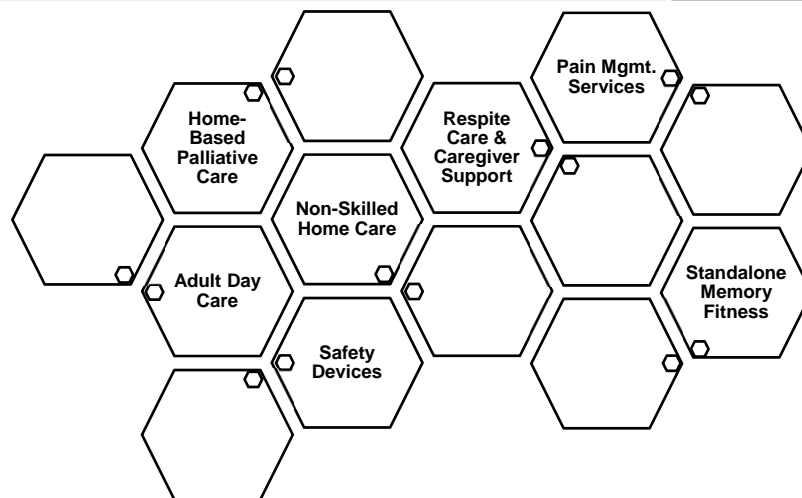 Pain Mgmt.
Services
Home-
Based
Palliative
Care
Respite
Care &
Caregiver
Support
Non-Skilled
Home Care
Adult Day
Care
Standalone
Memory
Fitness
Safety
Devices